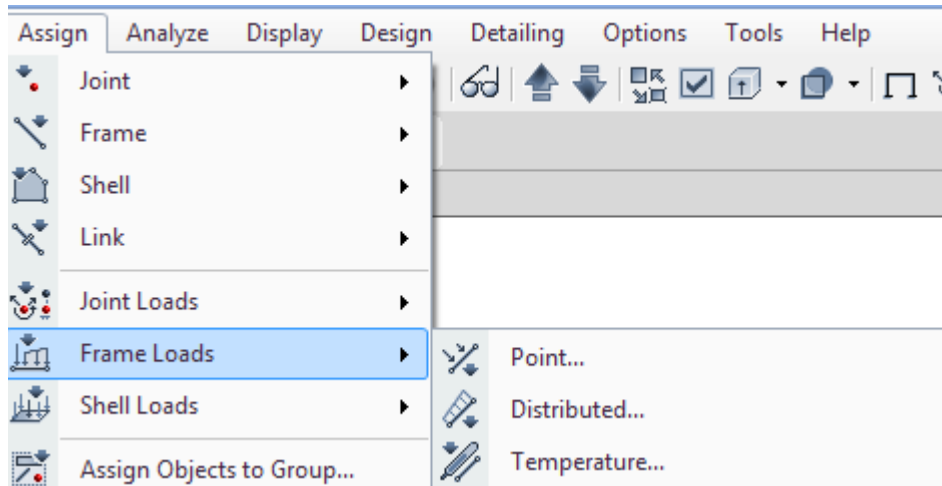 Assign Analyze Display Design Detailing Options Tools Help
Joint
Frame
Shell
Link
Joint Loads
Frame Loads
Shell Loads
Assign Objects to Group...
Point...
Distributed...
Temperature...